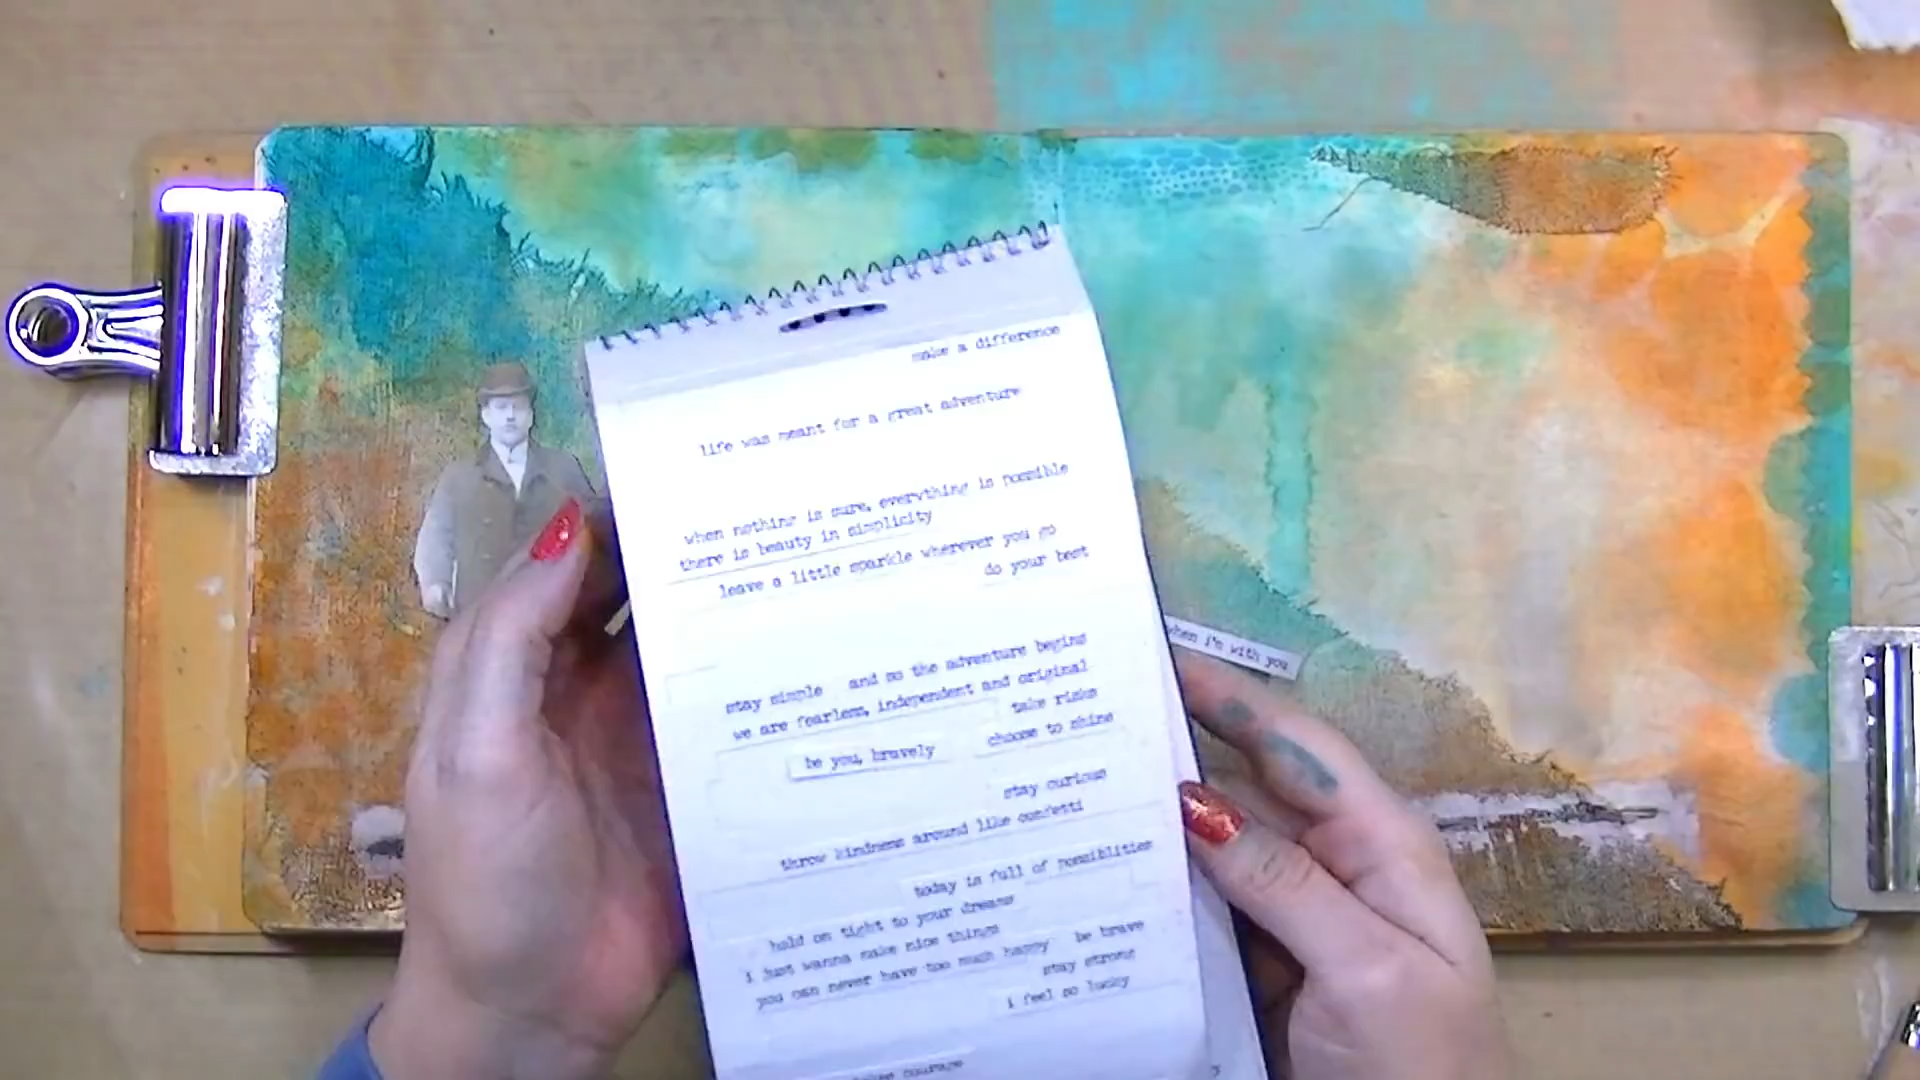 make a difference
life was meant for a great adventure
when nothing is sure, everything is possible
there is beauty in simplicity
leave a little sparkle wherever you go
do your best
stay simple and so the adventure begins
we are fearless, independent and original
take risks
be you, bravely choose to shine
stay curious
throw kindness around like confetti
today is full of possiblities
hold on tight to your dreams
i just wanna make nice things
you can never have too much happy be brave
stay strong
i feel so lucky
courage
when i'm with you